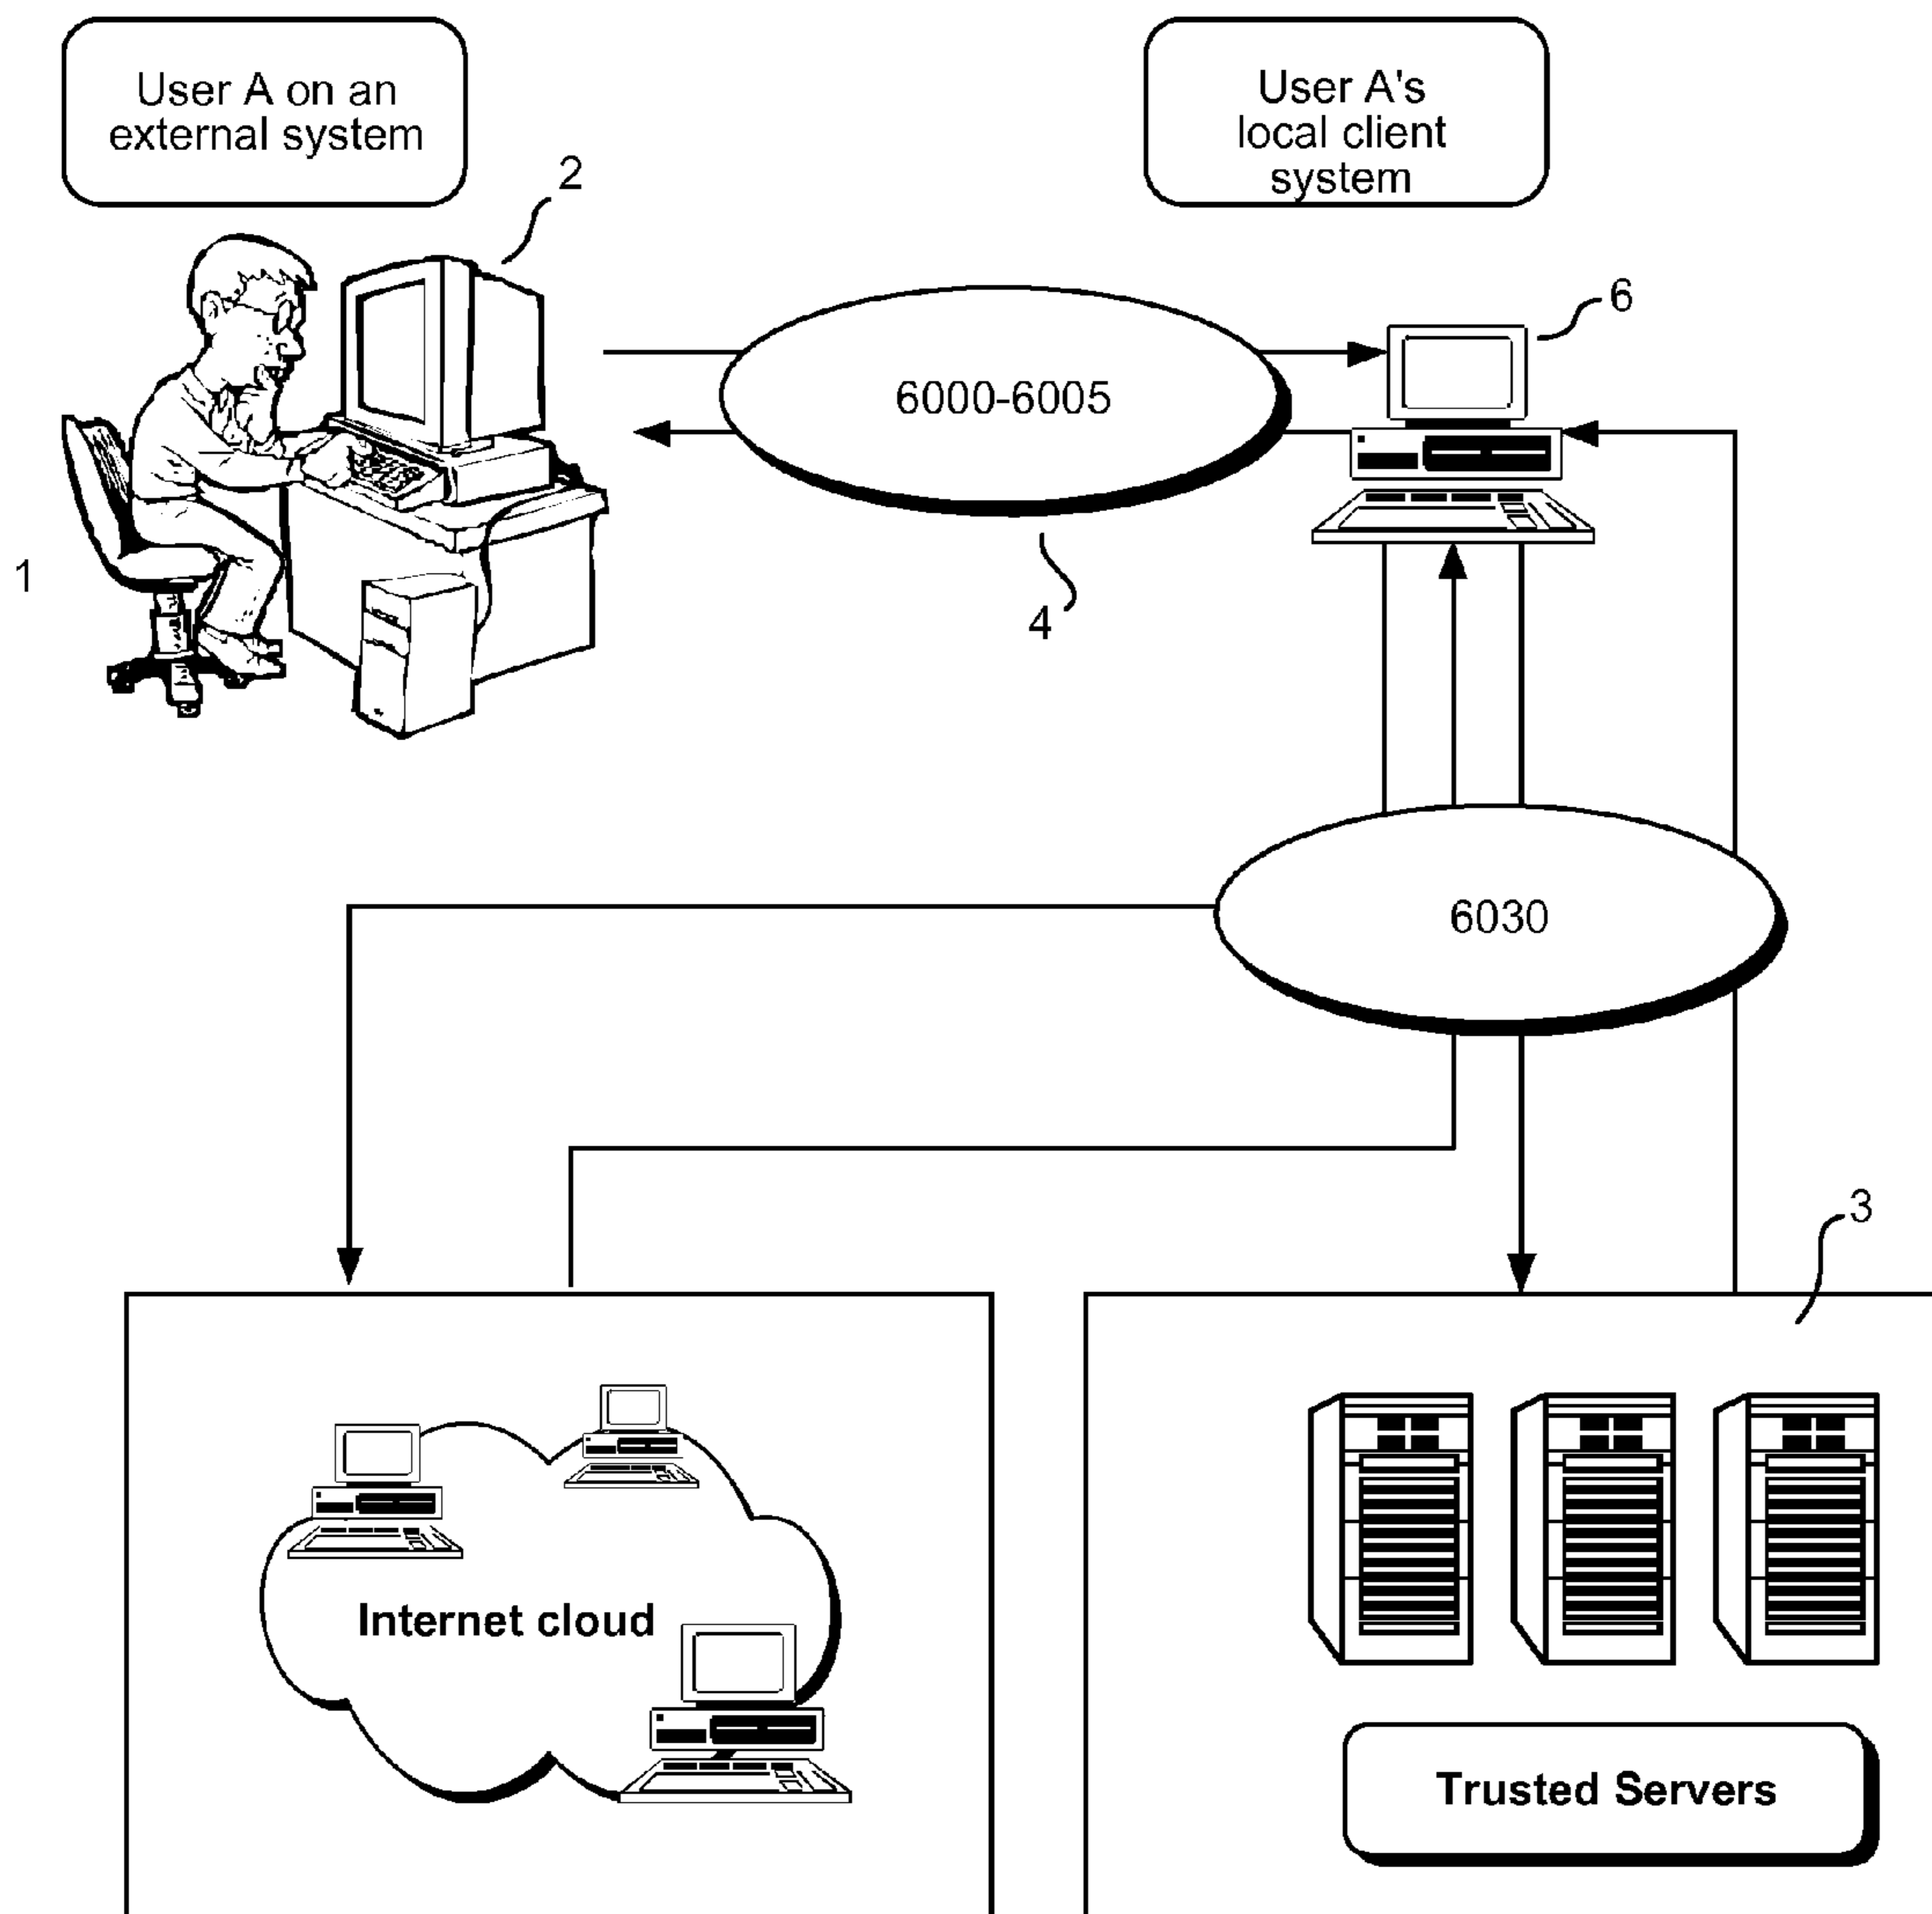 User A on an
external system
User A's
local client
system
2
6
6000-6005
1
4
6030
3
Internet cloud
Trusted Servers